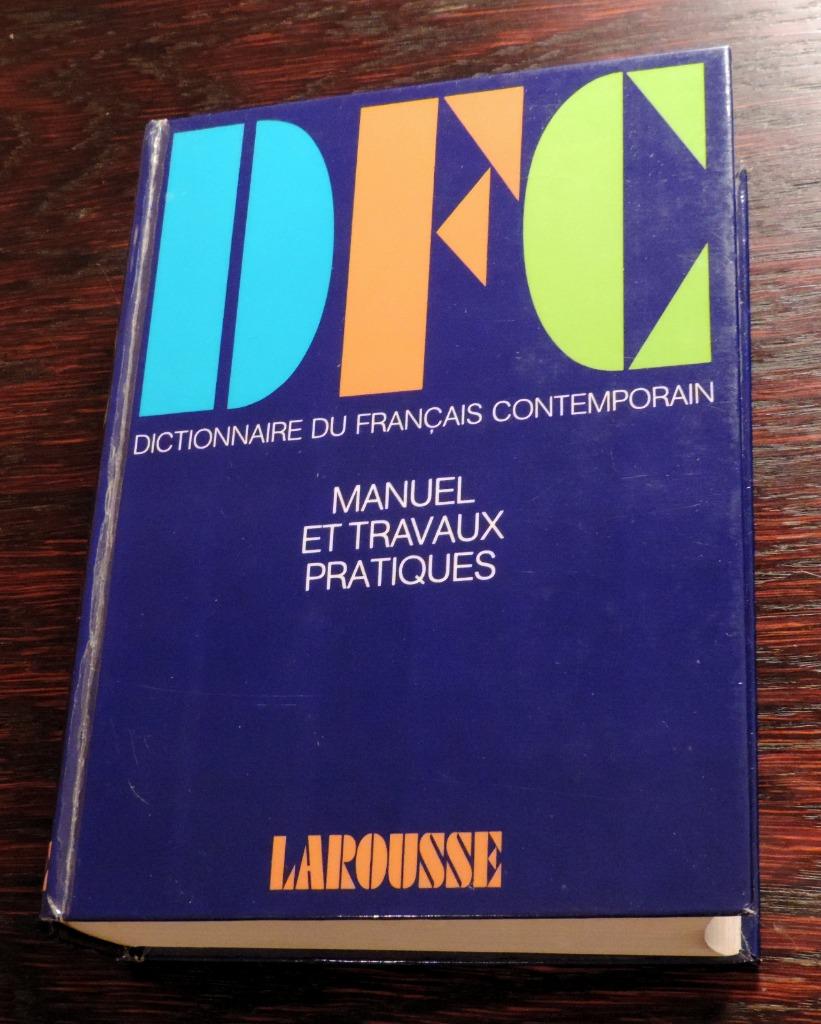 DFC
DICTIONNAIRE DU FRANÇAIS CONTEMPORAIN
MANUEL
ET TRAVAUX
PRATIQUES
LAROUSSE